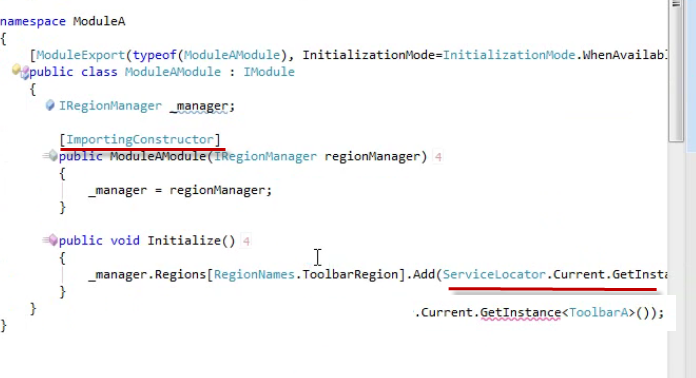 namespace ModuleA
{
[ModuleExport(typeof(ModuleAModule), InitializationMode=InitializationMode.WhenAvailabl
public class ModuleAModule : IModule
{
IRegionManager _manager;
[ImportingConstructor]
public ModuleAModule(IRegionManager regionManager) 4
{
_manager = regionManager;
}
public void Initialize() 4
{
_manager.Regions[RegionNames.ToolbarRegion].Add(ServiceLocator.Current.GetInsta
}
.Current.GetInstance<ToolbarA>());
}
}